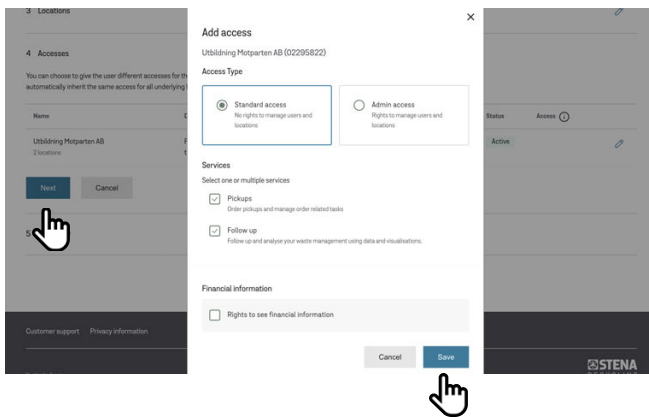 3 Locations
Add access
Utbildning Motparten AB (02295822)
4 Accesses
Access Type
You can choose to give the user different accesses for th
automatically inherit the same access for all underlying
Standard access
No rights to manage users and
locations
Admin access
Rights to manage users and
locations
Name
Status
Access
Utbildning Motparten AB
2 locations
Active
Services
Select one or multiple services
Next
Cancel
Pickups
Order pickups and manage order related tasks
5
Follow up
Follow up and analyse your waste management using data and visualisations.
Financial information
Rights to see financial information
Customer support
Privacy information
Cancel
Save
STENA